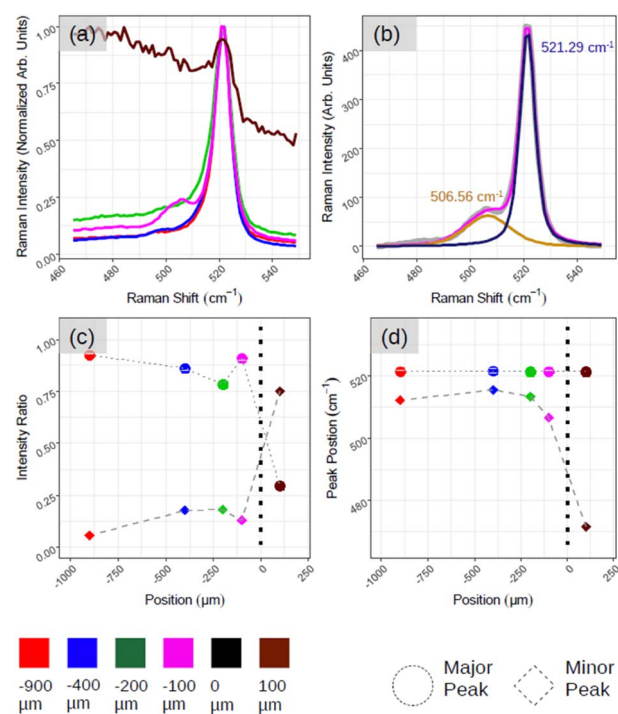 (a)
Raman Intensity (Normalized Arb. Units)
1.00
0.75
0.50
0.25
0.00
460
480
500
520
540
Raman Shift (cm⁻¹)
(b)
Raman Intensity (Arb. Units)
400
300
200
100
0
521.29 cm⁻¹
506.56 cm⁻¹
460
480
500
520
540
Raman Shift (cm⁻¹)
(c)
Intensity Ratio
1.00
0.75
0.50
0.25
0.00
-1000
-750
-500
-250
0
250
Position (µm)
(d)
Peak Postion (cm⁻¹)
520
500
480
-1000
-750
-500
-250
0
250
Position (µm)
-900 µm
-400 µm
-200 µm
-100 µm
0 µm
100 µm
Major
Peak
Minor
Peak